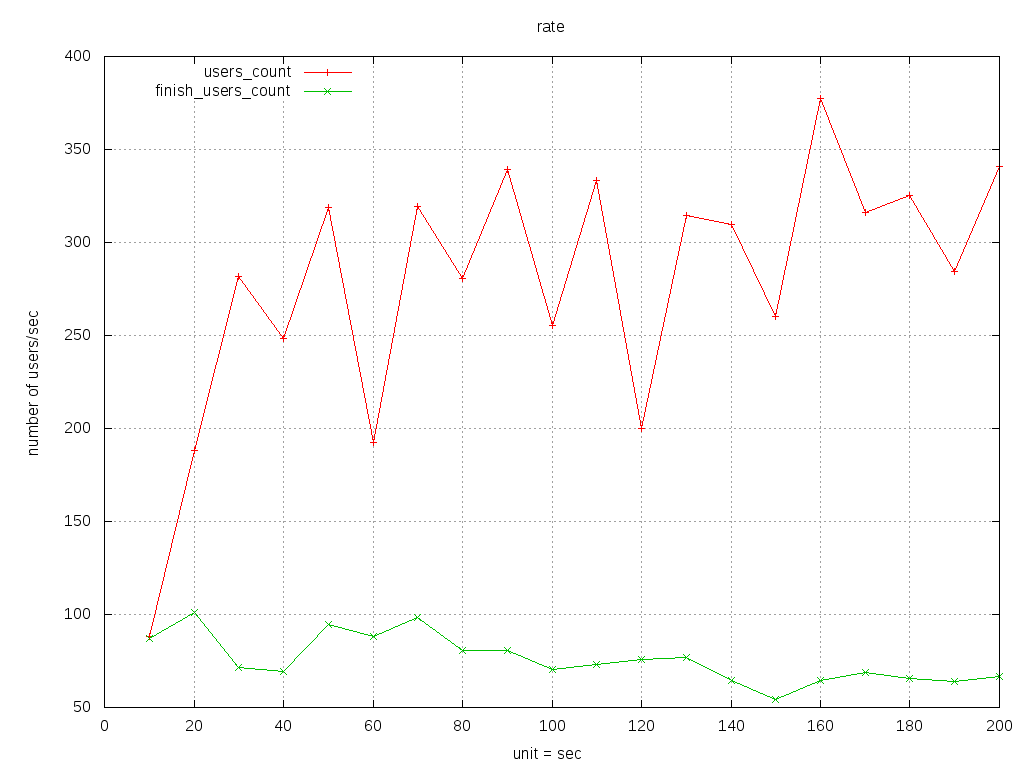 rate
users_count
finish_users_count
400
350
300
250
200
150
100
50
number of users/sec
0 20 40 60 80 100 120 140 160 180 200
unit = sec